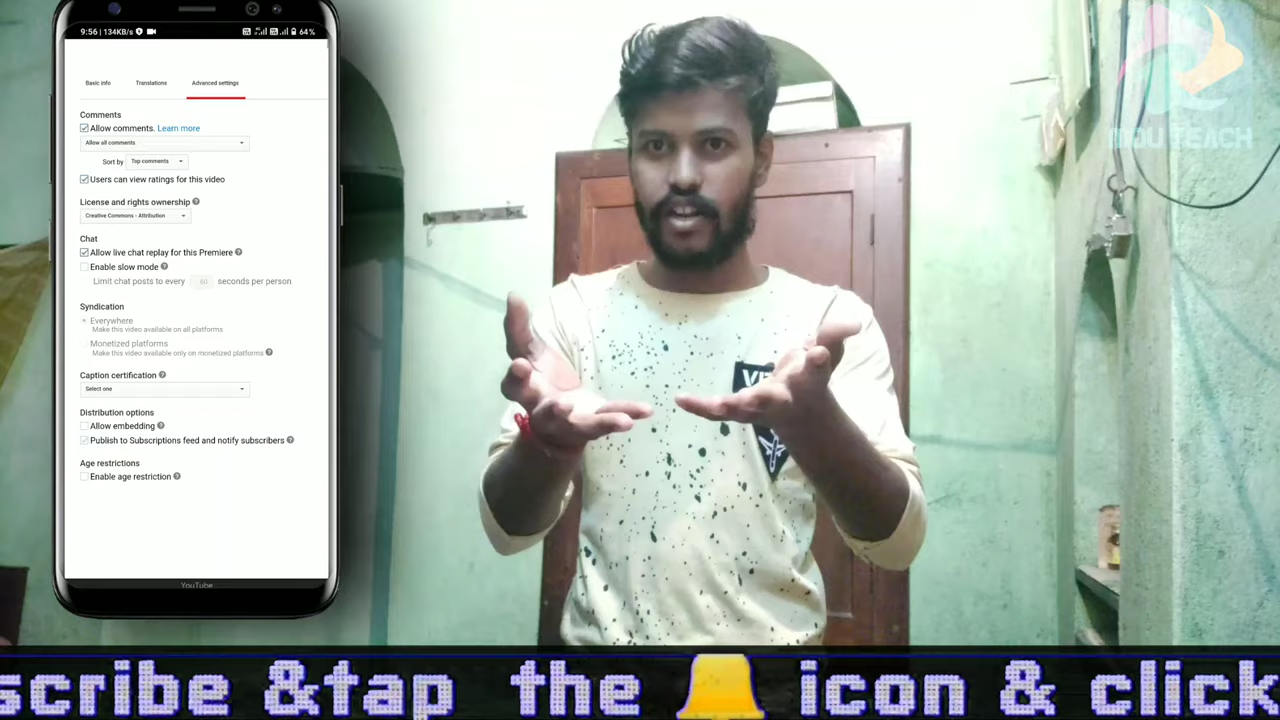 9:56 | 134KB/s
64%
Basic info Translations Advanced settings
Comments
Allow comments. Learn more
Allow all comments
Sort by Top comments
Users can view ratings for this video
License and rights ownership
Creative Commons - Attribution
Chat
Allow live chat replay for this Premiere
Enable slow mode
Limit chat posts to every 60 seconds per person
Syndication
Everywhere
Make this video available on all platforms
Monetized platforms
Make this video available only on monetized platforms
Caption certification
Select one
Distribution options
Allow embedding
Publish to Subscriptions feed and notify subscribers
Age restrictions
Enable age restriction
YouTube
scribe &tap the icon & click